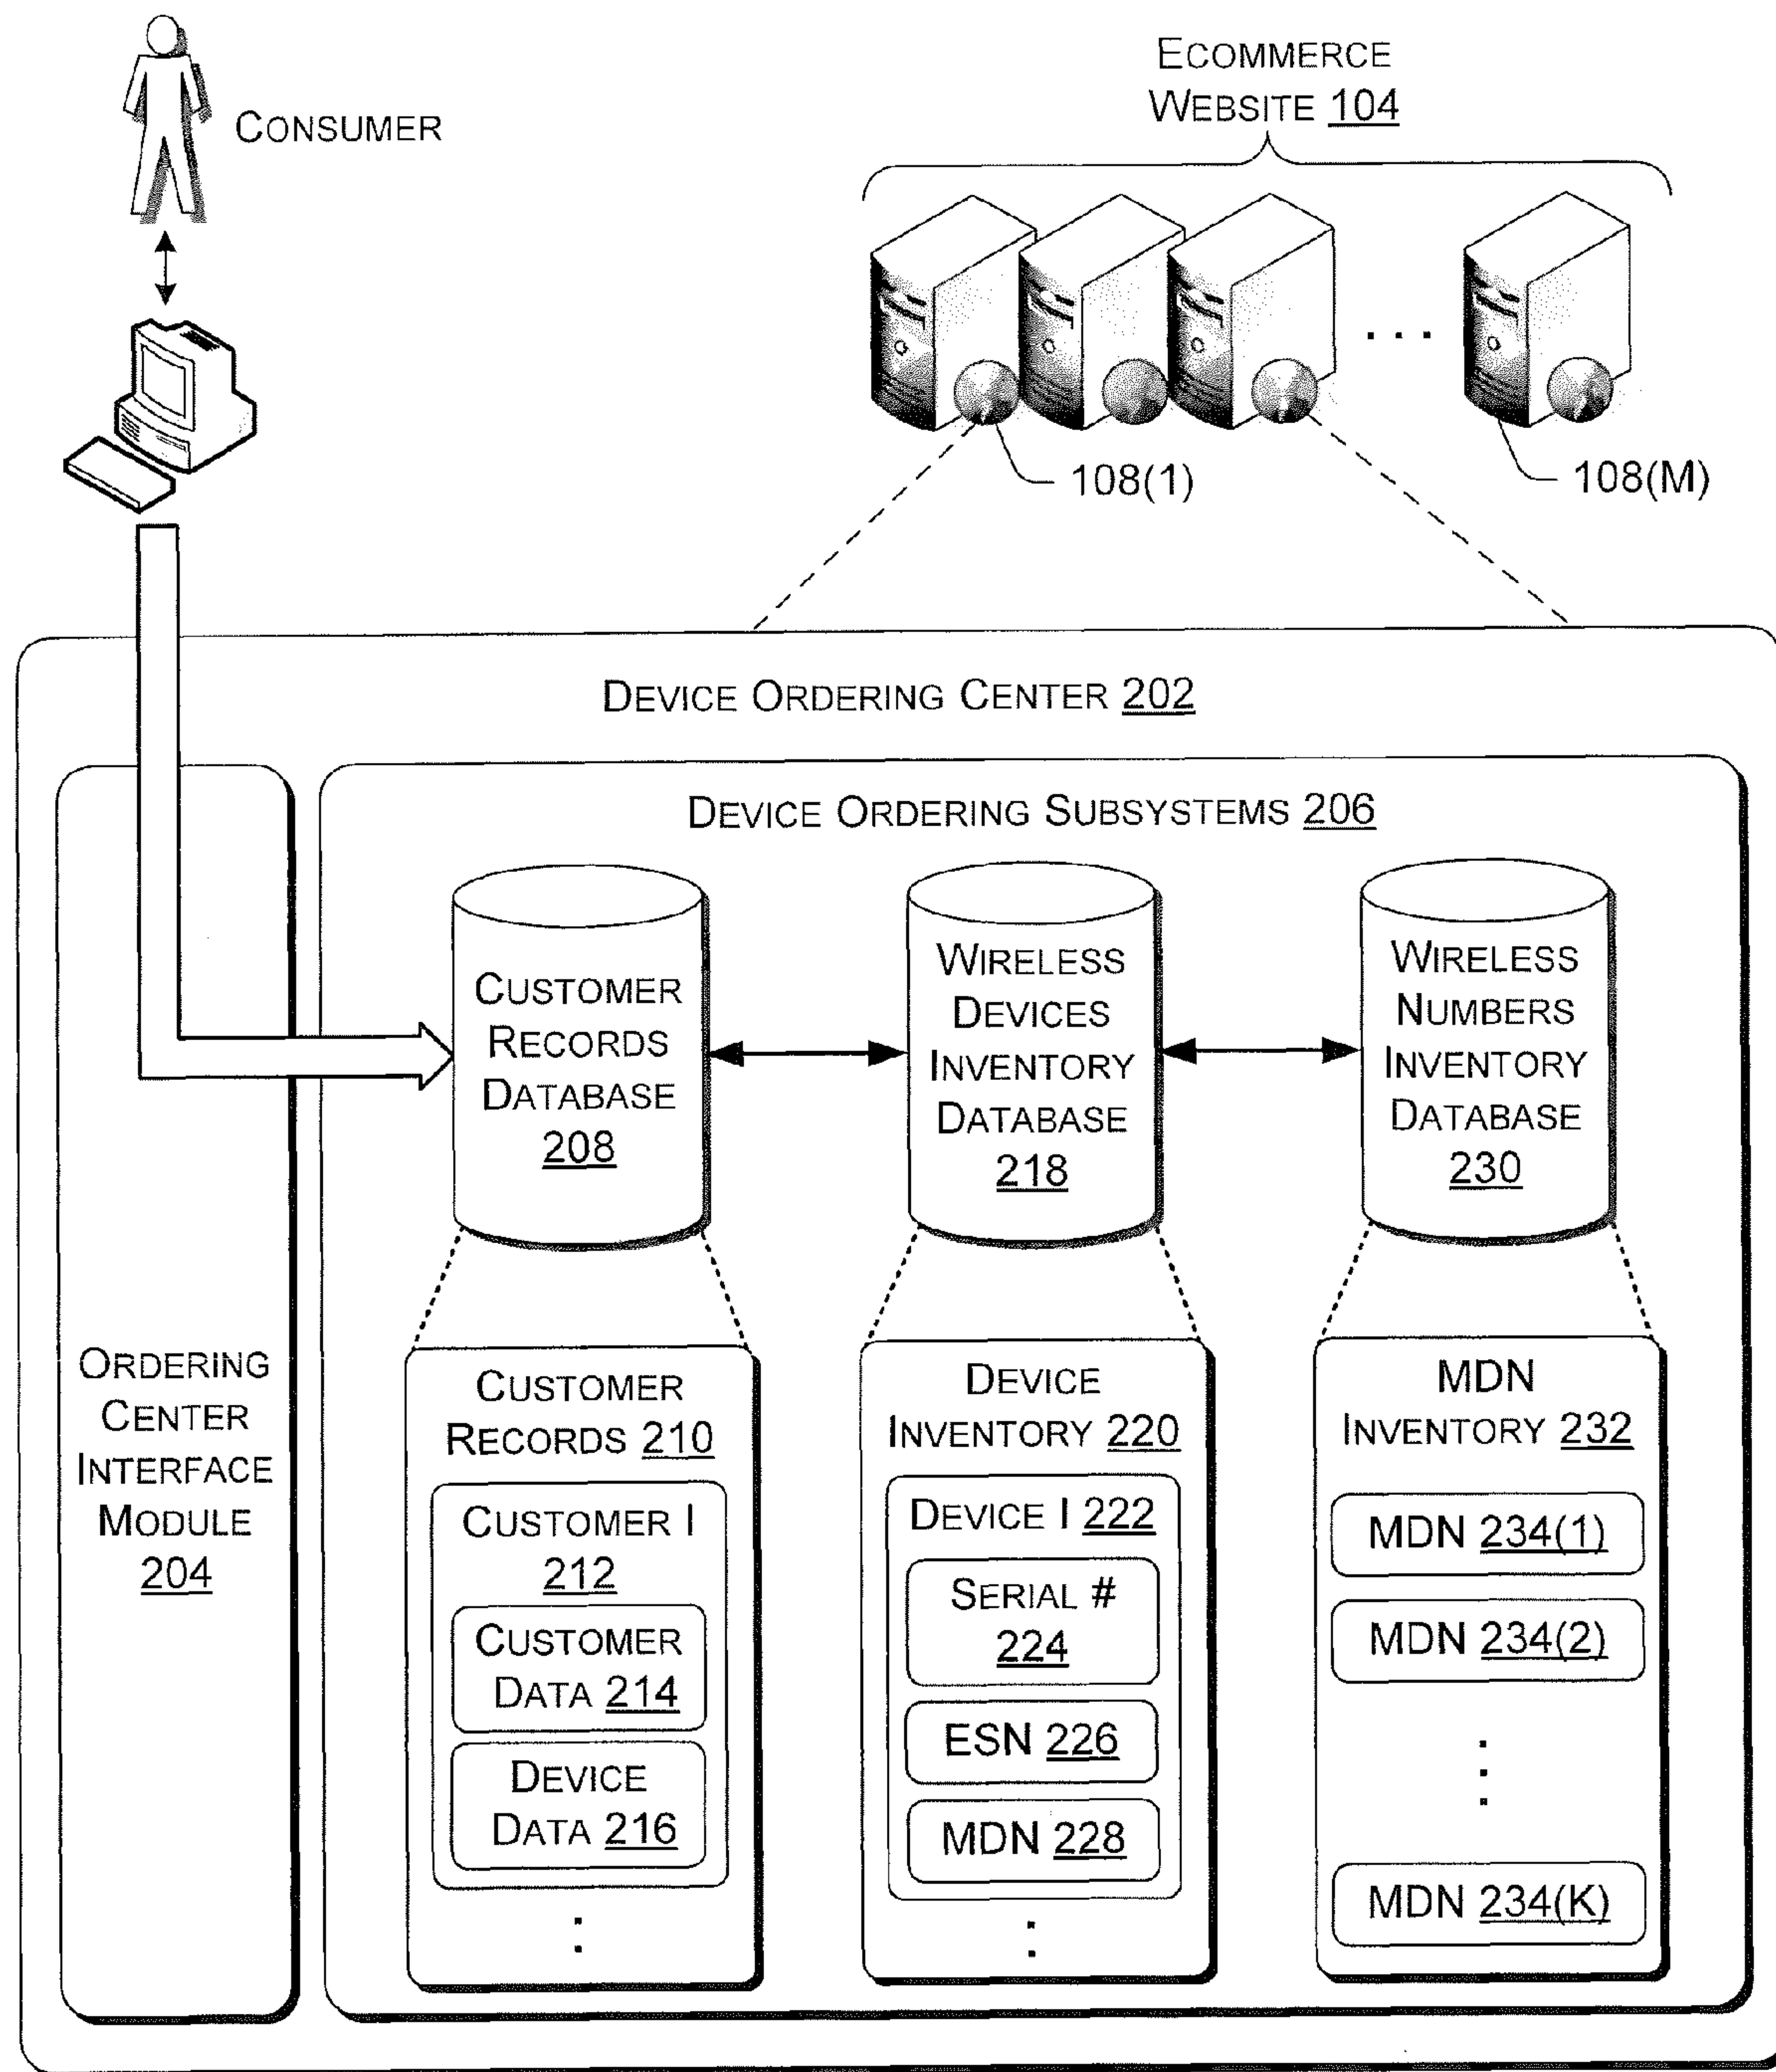 CONSUMER
ECOMMERCE
WEBSITE 104
108(1)
108(M)
DEVICE ORDERING CENTER 202
ORDERING
CENTER
INTERFACE
MODULE
204
DEVICE ORDERING SUBSYSTEMS 206
CUSTOMER
RECORDS
DATABASE
208
WIRELESS
DEVICES
INVENTORY
DATABASE
218
WIRELESS
NUMBERS
INVENTORY
DATABASE
230
CUSTOMER
RECORDS 210
CUSTOMER I
212
CUSTOMER
DATA 214
DEVICE
DATA 216
DEVICE
INVENTORY 220
DEVICE I 222
SERIAL #
224
ESN 226
MDN 228
MDN
INVENTORY 232
MDN 234(1)
MDN 234(2)
MDN 234(K)